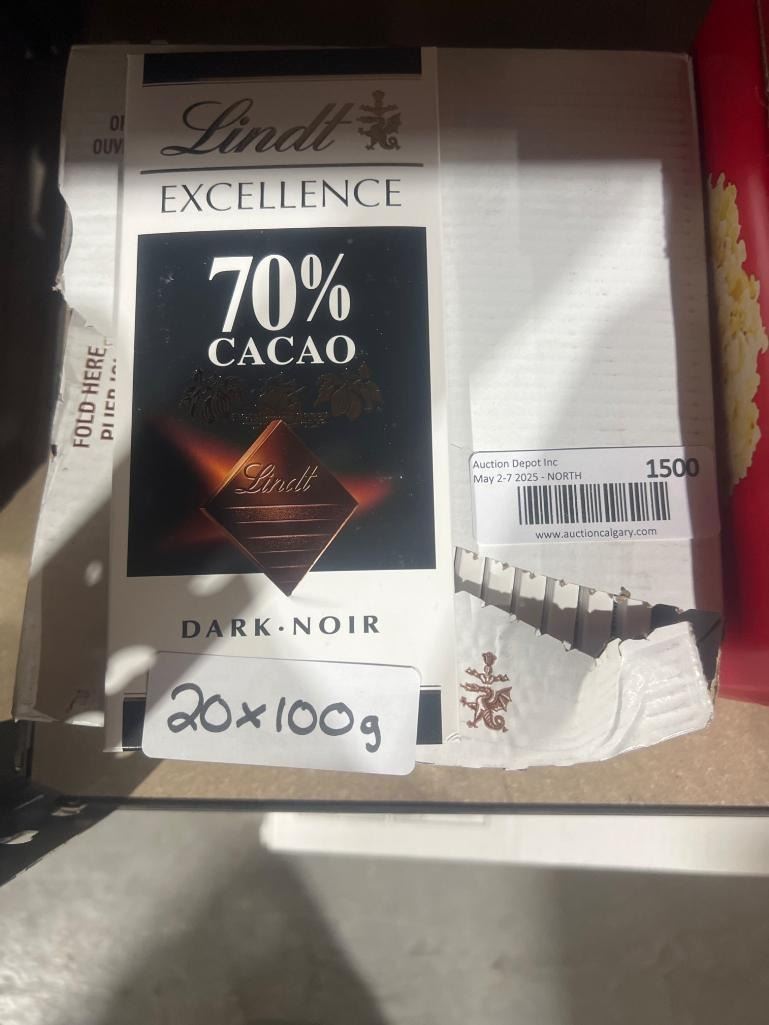 Lindt
EXCELLENCE
70%
CACAO
Lindt
DARK · NOIR
20x100g
FOLD HERE
Auction Depot Inc
May 2-7 2025 - NORTH
1500
www.auctioncalgary.com